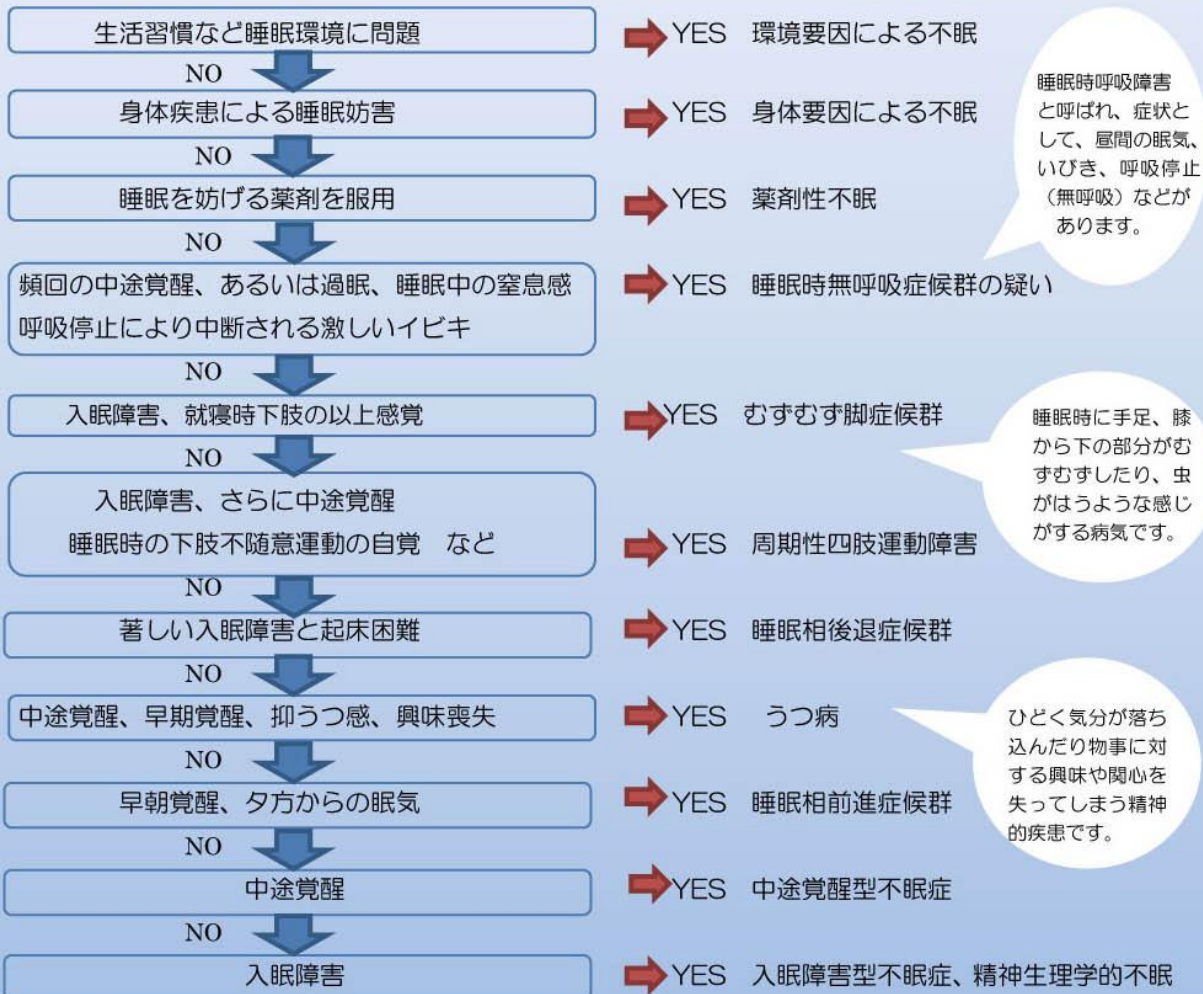 生活習慣など睡眠環境に問題
YES 環境要因による不眠
NO
身体疾患による睡眠妨害
YES 身体要因による不眠
NO
睡眠を妨げる薬剤を服用
YES 薬剤性不眠
NO
睡眠時呼吸障害
と呼ばれ、症状と
して、昼間の眠気、
いびき、呼吸停止
（無呼吸）などが
あります。
頻回の中途覚醒、あるいは過眠、睡眠中の窒息感
呼吸停止により中断される激しいイビキ
YES 睡眠時無呼吸症候群の疑い
NO
入眠障害、就寝時下肢の以上感覚
YES むずむず脚症候群
NO
睡眠時に手足、膝
から下の部分がむ
ずむずしたり、虫
がはうような感じ
がする病気です。
入眠障害、さらに中途覚醒
睡眠時の下肢不随意運動の自覚 など
YES 周期性四肢運動障害
NO
著しい入眠障害と起床困難
YES 睡眠相後退症候群
NO
中途覚醒、早期覚醒、抑うつ感、興味喪失
YES うつ病
NO
ひどく気分が落ち
込んだり物事に対
する興味や関心を
失ってしまう精神
的疾患です。
早朝覚醒、夕方からの眠気
YES 睡眠相前進症候群
NO
中途覚醒
YES 中途覚醒型不眠症
NO
入眠障害
YES 入眠障害型不眠症、精神生理学的不眠